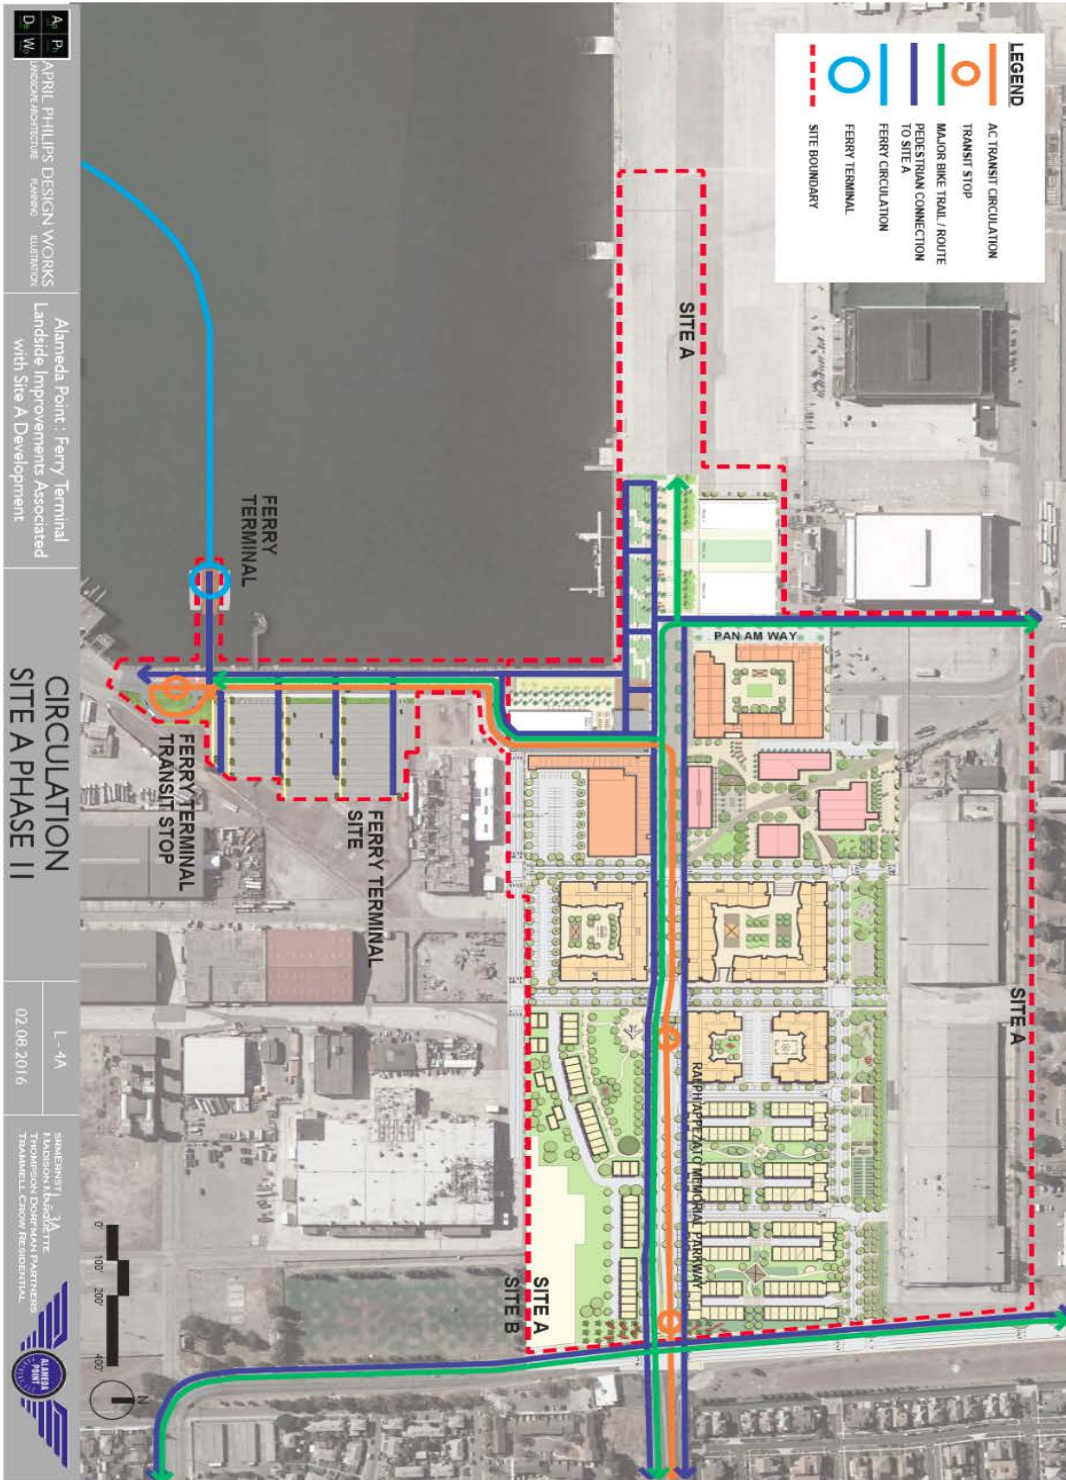 LEGEND
AC TRANSIT CIRCULATION
TRANSIT STOP
MAJOR BIKE TRAIL / ROUTE
PEDESTRIAN CONNECTION
TO SITE A
FERRY CIRCULATION
FERRY TERMINAL
SITE BOUNDARY
SITE A
SITE A
PAN AM WAY
RALPH APPEZATO MEMORIAL PARKWAY
SITE A
SITE B
FERRY
TERMINAL
FERRY TERMINAL
SITE
FERRY TERMINAL
TRANSIT STOP
0'
100'
200'
400'
N
A P
D W
APRIL PHILIPS DESIGN WORKS
LANDSCAPE ARCHITECTURE PLANNING ILLUSTRATION
Alameda Point : Ferry Terminal
Landside Improvements Associated
with Site A Development
CIRCULATION
SITE A PHASE II
L - 4A
02.08.2016
SRMERNST
MADISON MARQUETTE
THOMPSON DORFMAN PARTNERS
TRAMMELL CROW RESIDENTIAL
ALAMEDA
POINT